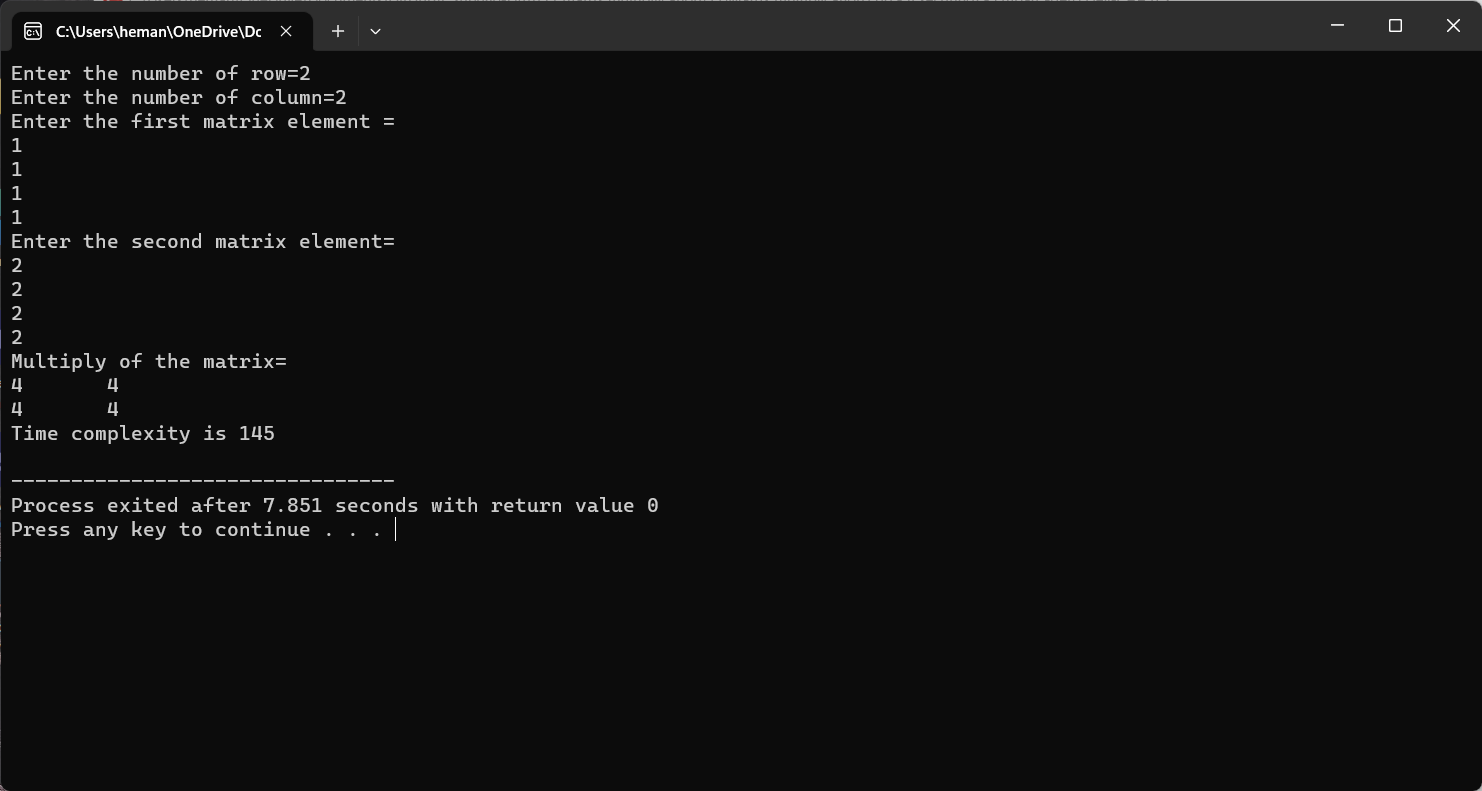 C:\Users\heman\OneDrive\Dc
Enter the number of row=2
Enter the number of column=2
Enter the first matrix element =
1
1
1
1
Enter the second matrix element=
2
2
2
2
Multiply of the matrix=
4 4
4 4
Time complexity is 145
--------------------------------
Process exited after 7.851 seconds with return value 0
Press any key to continue . . .